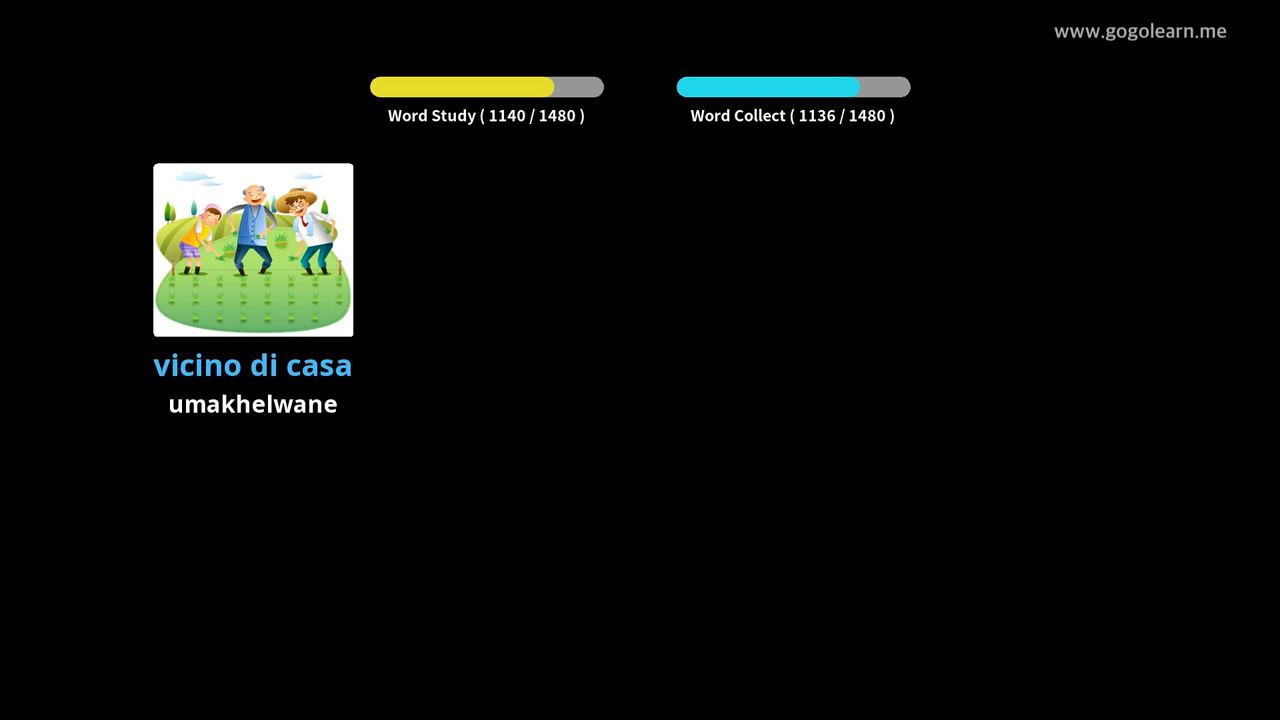 www.gogolearn.me
Word Study ( 1140 / 1480 )
Word Collect ( 1136 / 1480 )
vicino di casa
umakhelwane